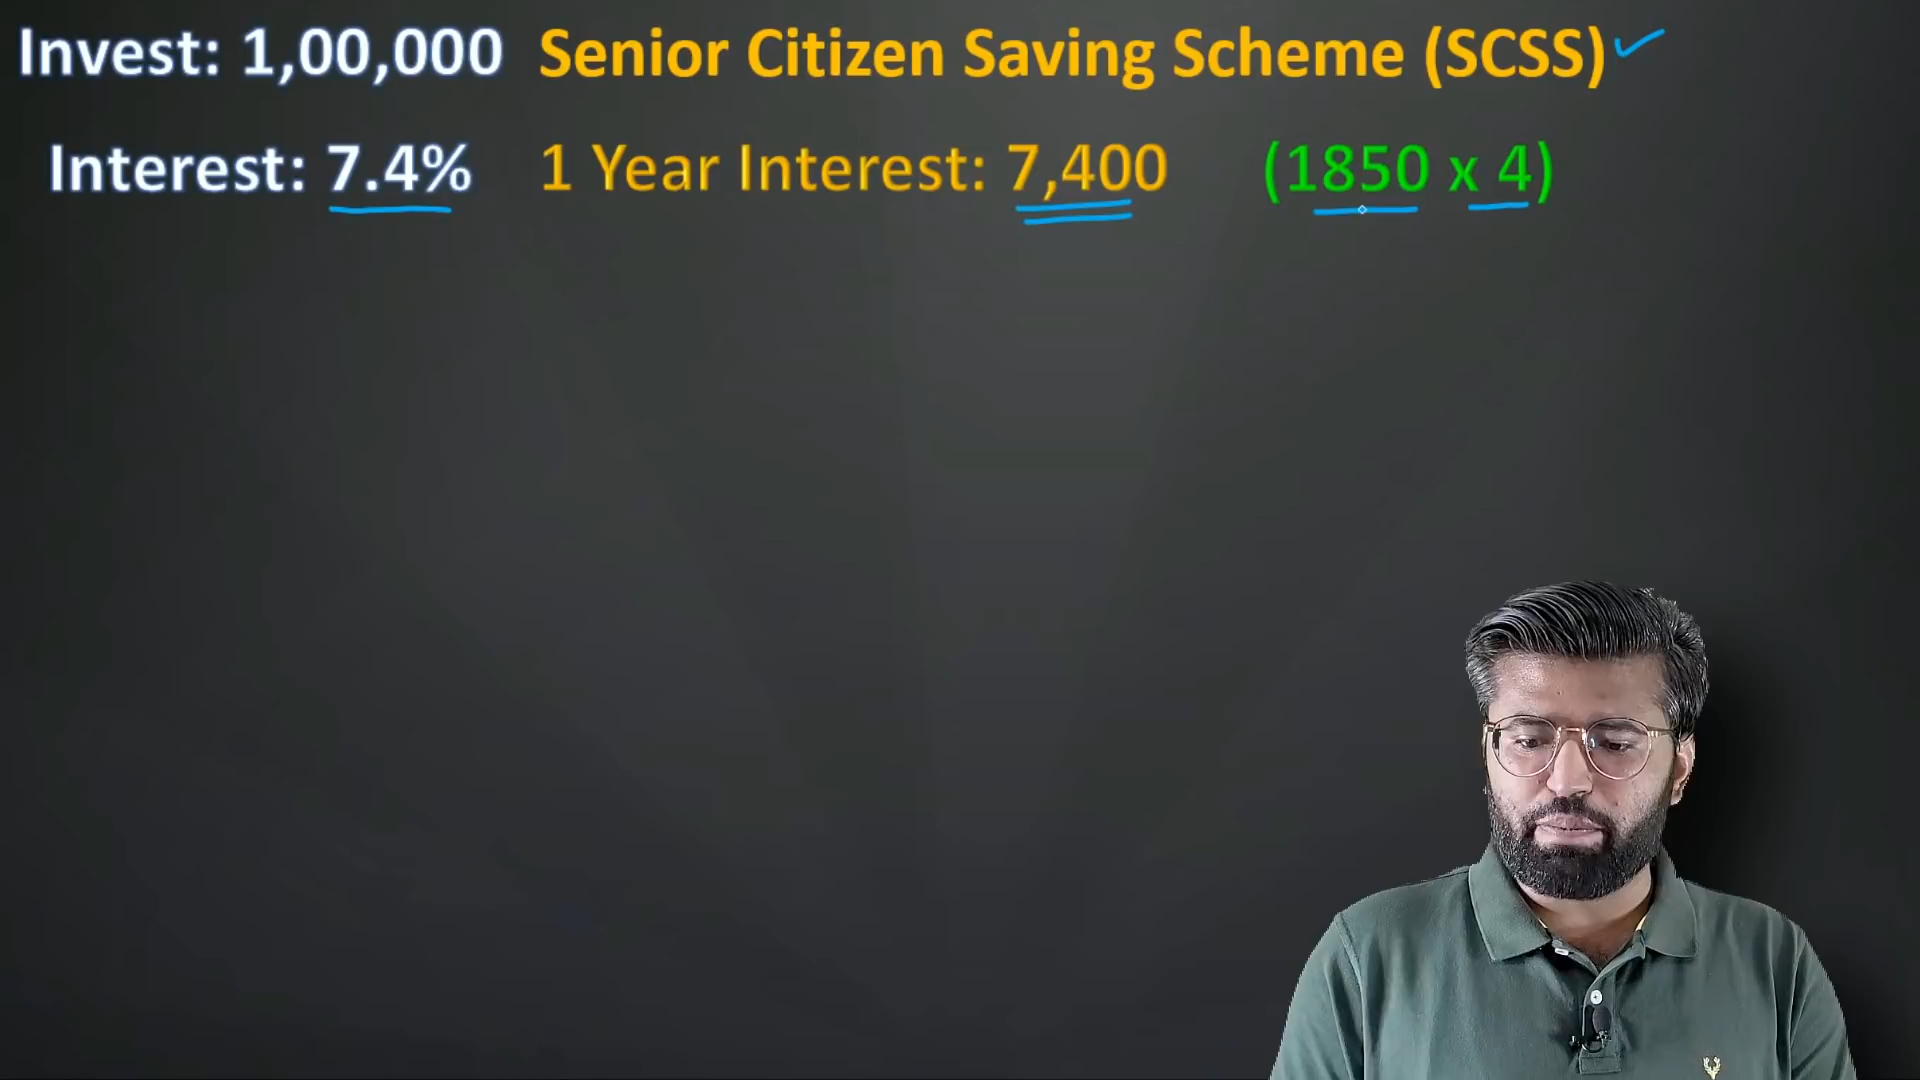 Invest: 1,00,000 Senior Citizen Saving Scheme (SCSS)
Interest: 7.4% 1 Year Interest: 7,400 (1850 x 4)